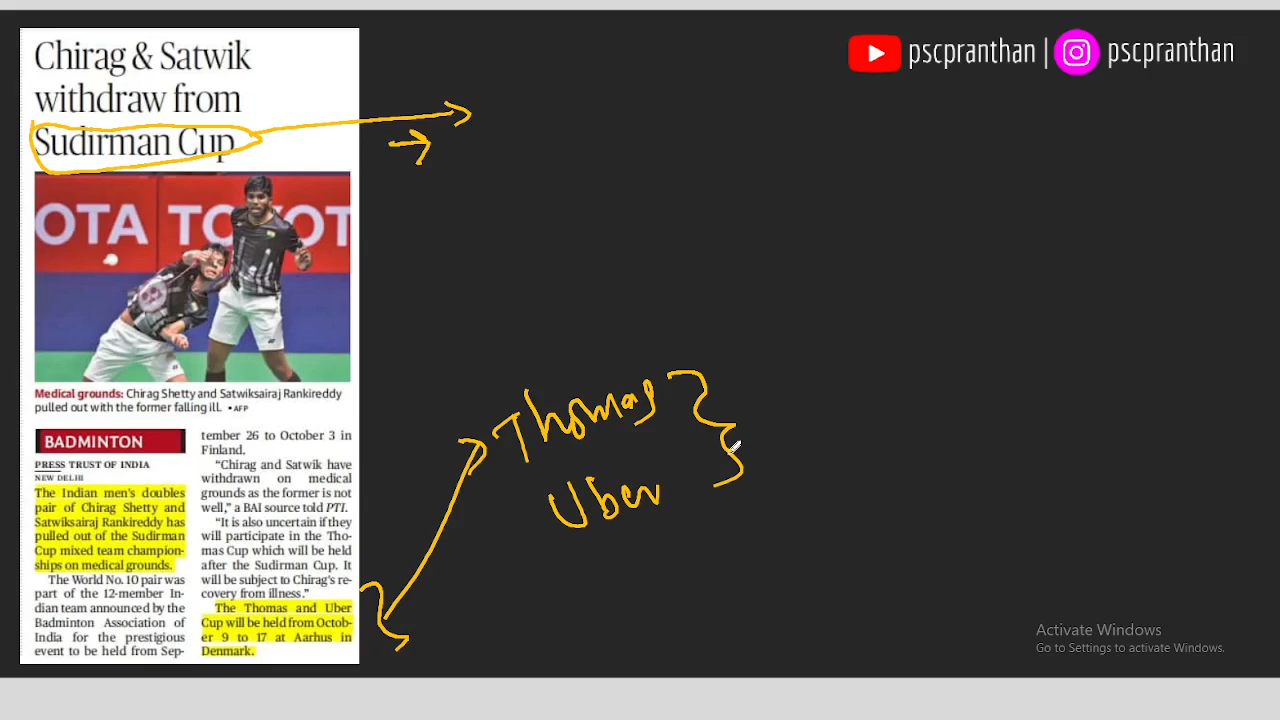 Chirag & Satwik
withdraw from
Sudirman Cup
pscpranthan | pscpranthan
OTA TOYOT
Medical grounds: Chirag Shetty and Satwiksairaj Rankireddy
pulled out with the former falling ill. • AFP
BADMINTON
PRESS TRUST OF INDIA
NEW DELHI
The Indian men's doubles
pair of Chirag Shetty and
Satwiksairaj Rankireddy has
pulled out of the Sudirman
Cup mixed team champion-
ships on medical grounds.
The World No. 10 pair was
part of the 12-member In-
dian team announced by the
Badminton Association of
India for the prestigious
event to be held from Sep-
tember 26 to October 3 in
Finland.
"Chirag and Satwik have
withdrawn on medical
grounds as the former is not
well," a BAI source told PTI.
"It is also uncertain if they
will participate in the Tho-
mas Cup which will be held
after the Sudirman Cup. It
will be subject to Chirag's re-
covery from illness."
The Thomas and Uber
Cup will be held from Octob-
er 9 to 17 at Aarhus in
Denmark.
Thomas
Uber
Activate Windows
Go to Settings to activate Windows.